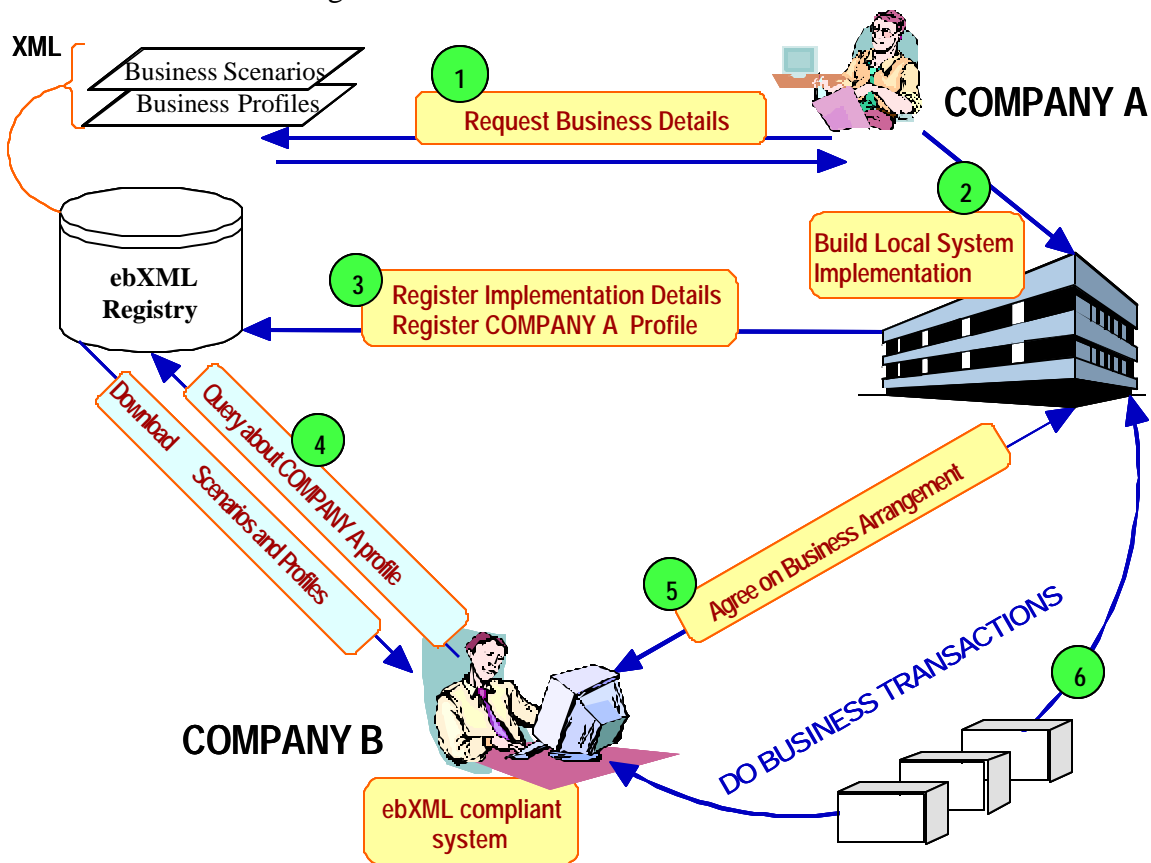 XML
Business Scenarios
Business Profiles
1
Request Business Details
COMPANY A
2
Build Local System
Implementation
ebXML
Registry
3
Register Implementation Details
Register COMPANY A Profile
Download Scenarios and Profiles
Query about COMPANY A profile
4
5
Agree on Business Arrangement
DO BUSINESS TRANSACTIONS
6
COMPANY B
ebXML compliant
system